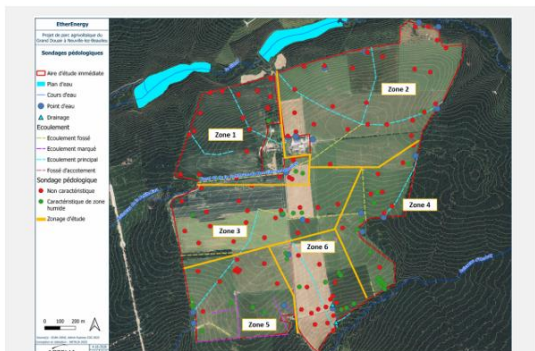 EtherEnergy
Projet de parc agrivoltaïque du
Grand Douze à Neuville-les-Beaulieu
Sondages pédologiques
Aire d'étude immédiate
Plan d'eau
Cours d'eau
Point d'eau
Drainage
Ecoulement
Ecoulement fossé
Ecoulement marqué
Ecoulement principal
Fossé d'accotement
Sondage pédologique
Non caractéristique
Caractéristique de zone
humide
Zonage d'étude
0 100 200 m
Zone 1
Zone 2
Zone 3
Zone 4
Zone 6
Zone 5